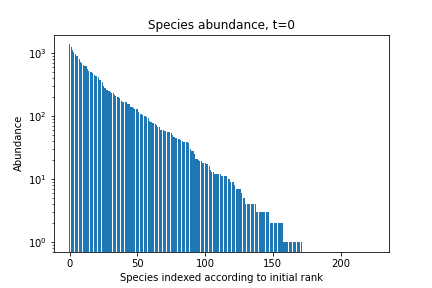 Species abundance, t=0
Abundance
10³
10²
10¹
10⁰
0 50 100 150 200
Species indexed according to initial rank